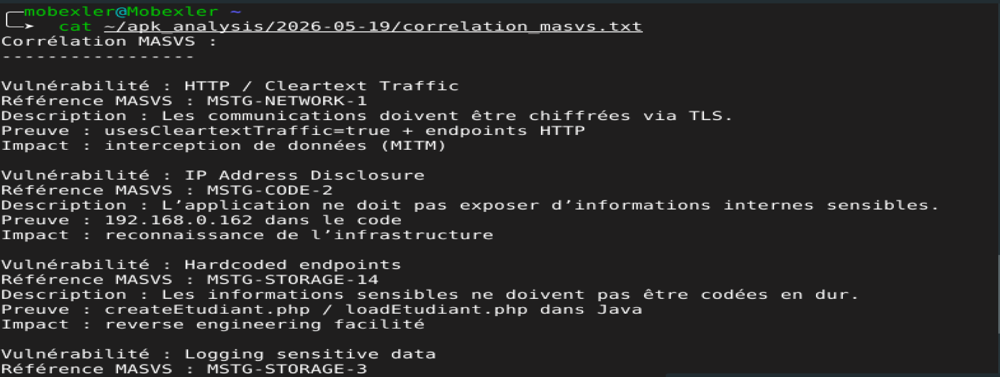 mobexler@Mobexler ~
cat ~/apk_analysis/2026-05-19/correlation_masvs.txt
Corrélation MASVS :
-----------------
Vulnérabilité : HTTP / Cleartext Traffic
Référence MASVS : MSTG-NETWORK-1
Description : Les communications doivent être chiffrées via TLS.
Preuve : usesCleartextTraffic=true + endpoints HTTP
Impact : interception de données (MITM)
Vulnérabilité : IP Address Disclosure
Référence MASVS : MSTG-CODE-2
Description : L’application ne doit pas exposer d’informations internes sensibles.
Preuve : 192.168.0.162 dans le code
Impact : reconnaissance de l’infrastructure
Vulnérabilité : Hardcoded endpoints
Référence MASVS : MSTG-STORAGE-14
Description : Les informations sensibles ne doivent pas être codées en dur.
Preuve : createEtudiant.php / loadEtudiant.php dans Java
Impact : reverse engineering facilité
Vulnérabilité : Logging sensitive data
Référence MASVS : MSTG-STORAGE-3